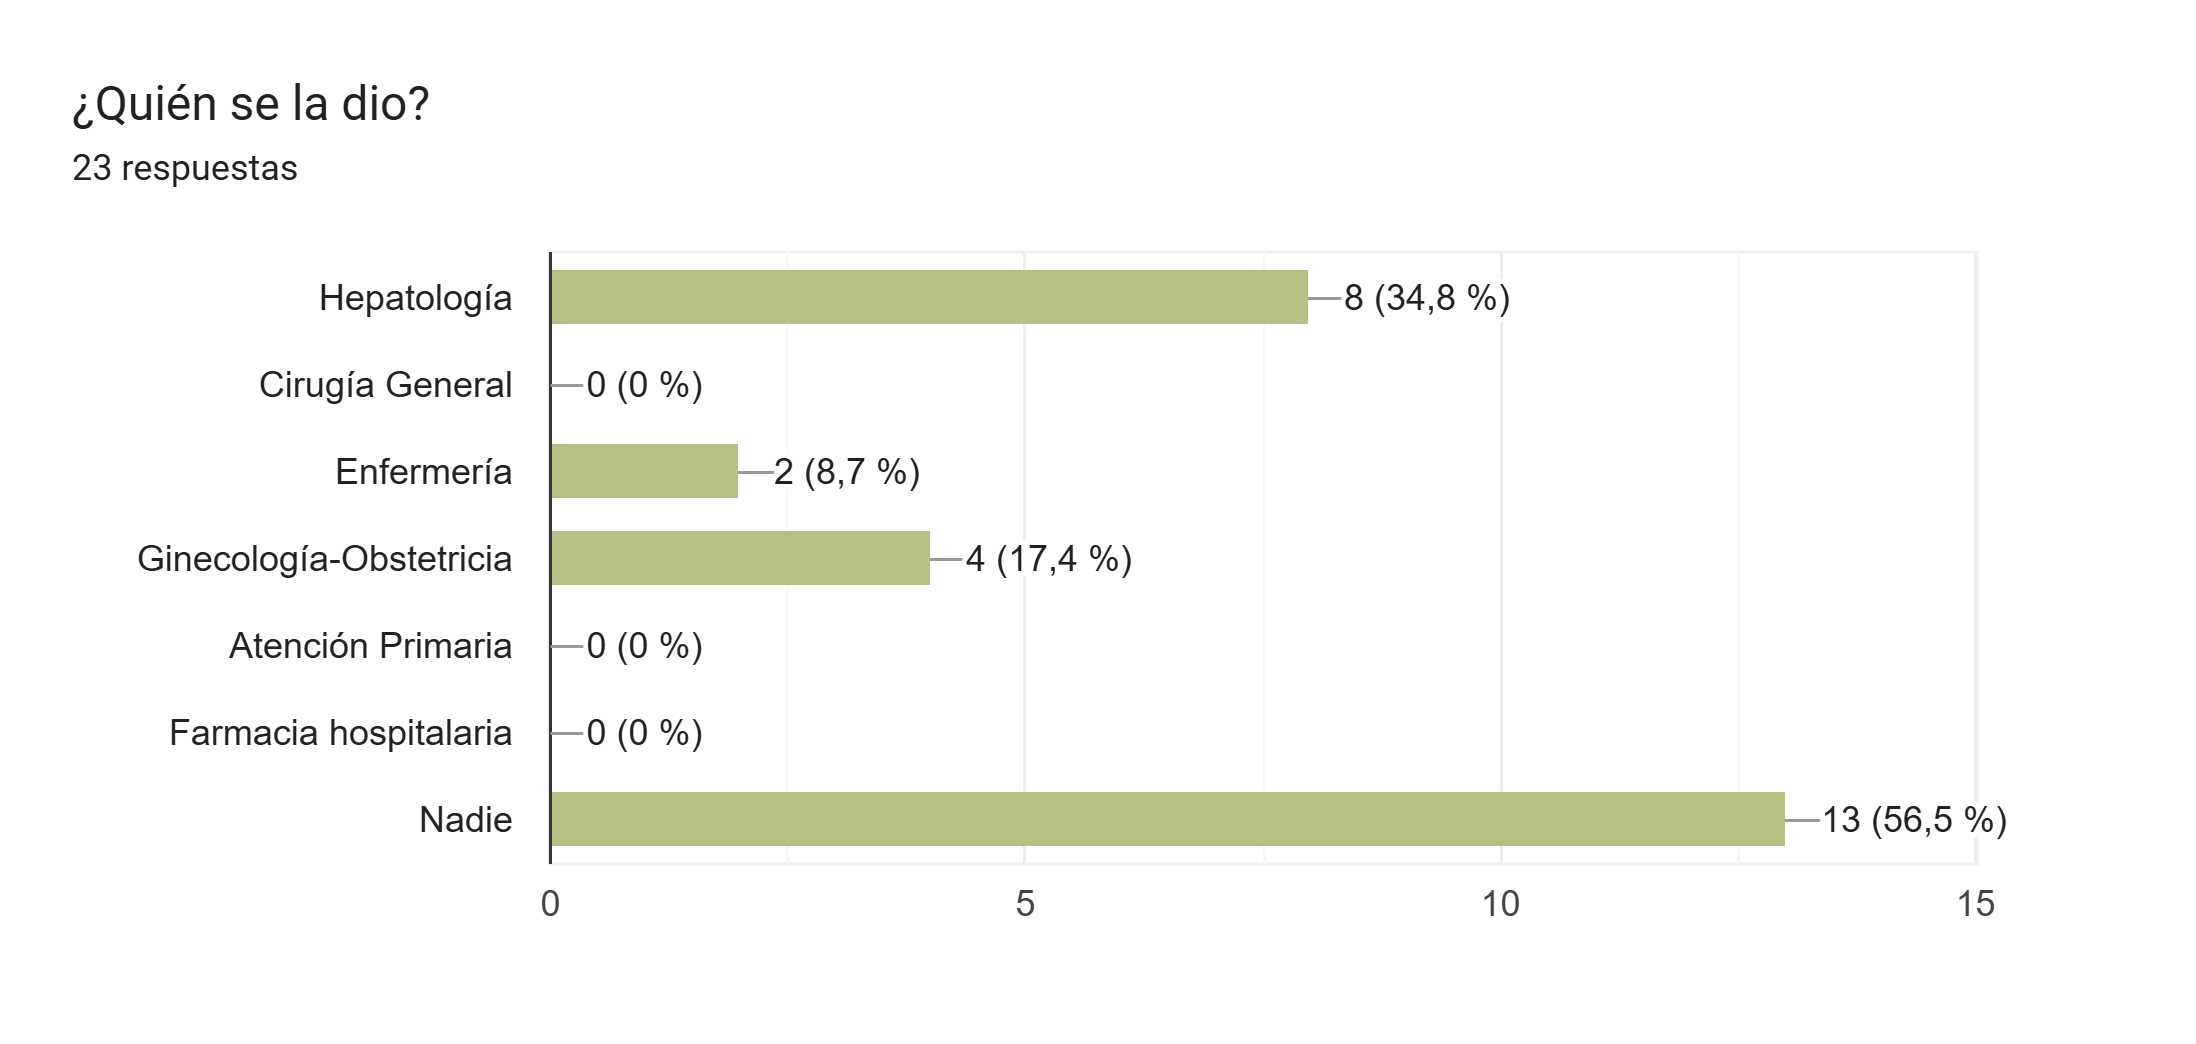 ¿Quién se la dio?
23 respuestas
Hepatología
8 (34,8 %)
Cirugía General
0 (0 %)
Enfermería
2 (8,7 %)
Ginecología-Obstetricia
4 (17,4 %)
Atención Primaria
0 (0 %)
Farmacia hospitalaria
0 (0 %)
Nadie
13 (56,5 %)
0 5 10 15